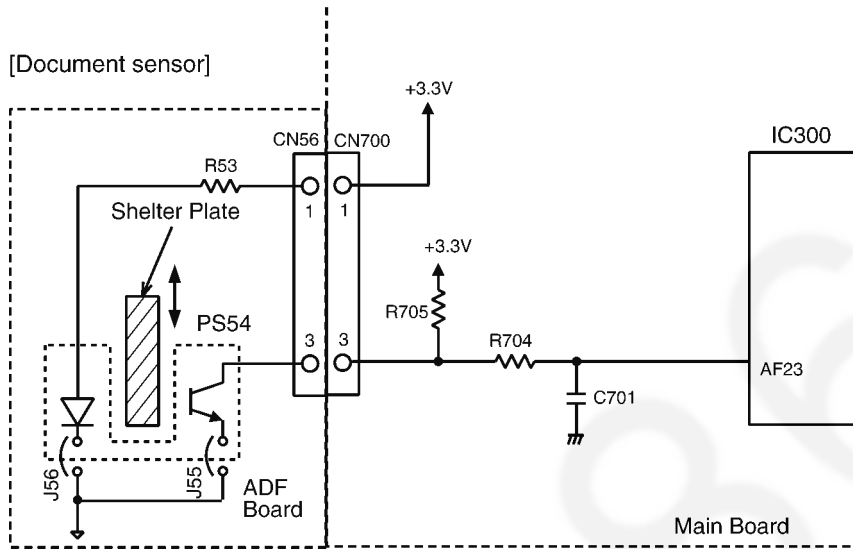 [Document sensor]
+3.3V
CN56
CN700
IC300
R53
1
1
Shelter Plate
+3.3V
PS54
R705
3
3
R704
AF23
C701
J56
J55
ADF
Board
Main Board